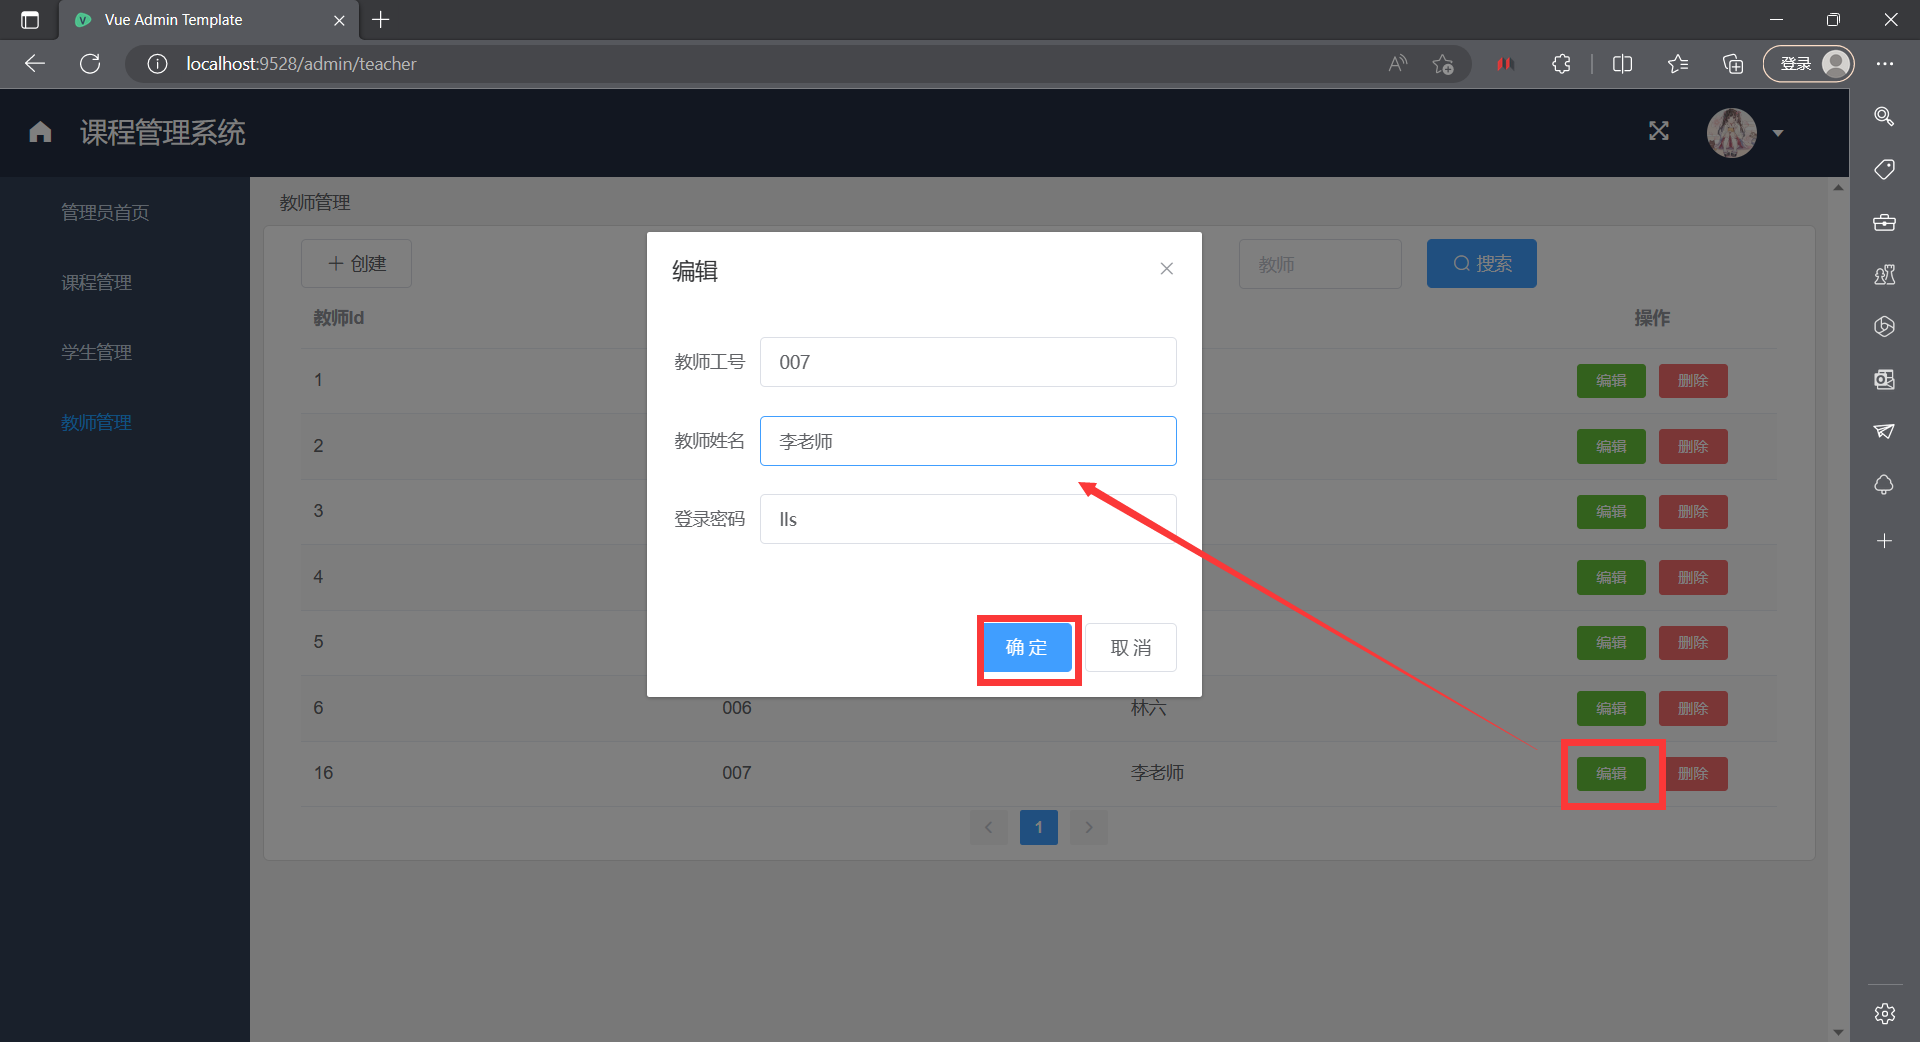 Vue Admin Template
localhost:9528/admin/teacher
登录
课程管理系统
管理员首页
课程管理
学生管理
教师管理
教师管理
创建
教师
搜索
教师Id
操作
1
编辑 删除
2
编辑 删除
3
编辑 删除
4
编辑 删除
5
编辑 删除
6 006 林六 编辑 删除
16 007 李老师 编辑 删除
1
编辑
教师工号 007
教师姓名 李老师
登录密码 lls
确 定 取 消